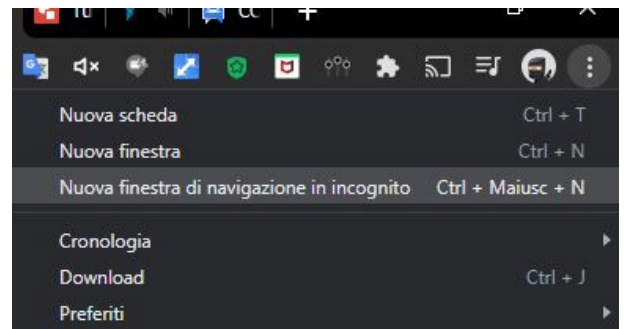 Nuova scheda Ctrl + T
Nuova finestra Ctrl + N
Nuova finestra di navigazione in incognito Ctrl + Maiusc + N
Cronologia
Download Ctrl + J
Preferiti